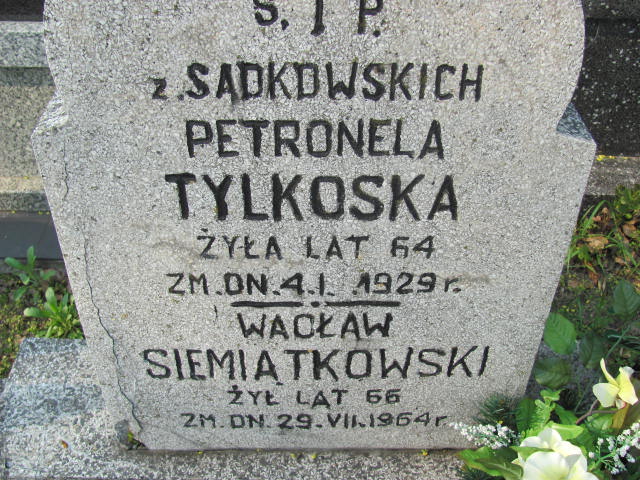 Ś. † P.
z. SADKOWSKICH
PETRONELA
TYLKOSKA
ŻYŁA LAT 64
ZM. DN. 4. I. 1929 r.
WACŁAW
SIEMIĄTKOWSKI
ŻYŁ LAT 66
ZM. DN. 29. VII. 1964 r.